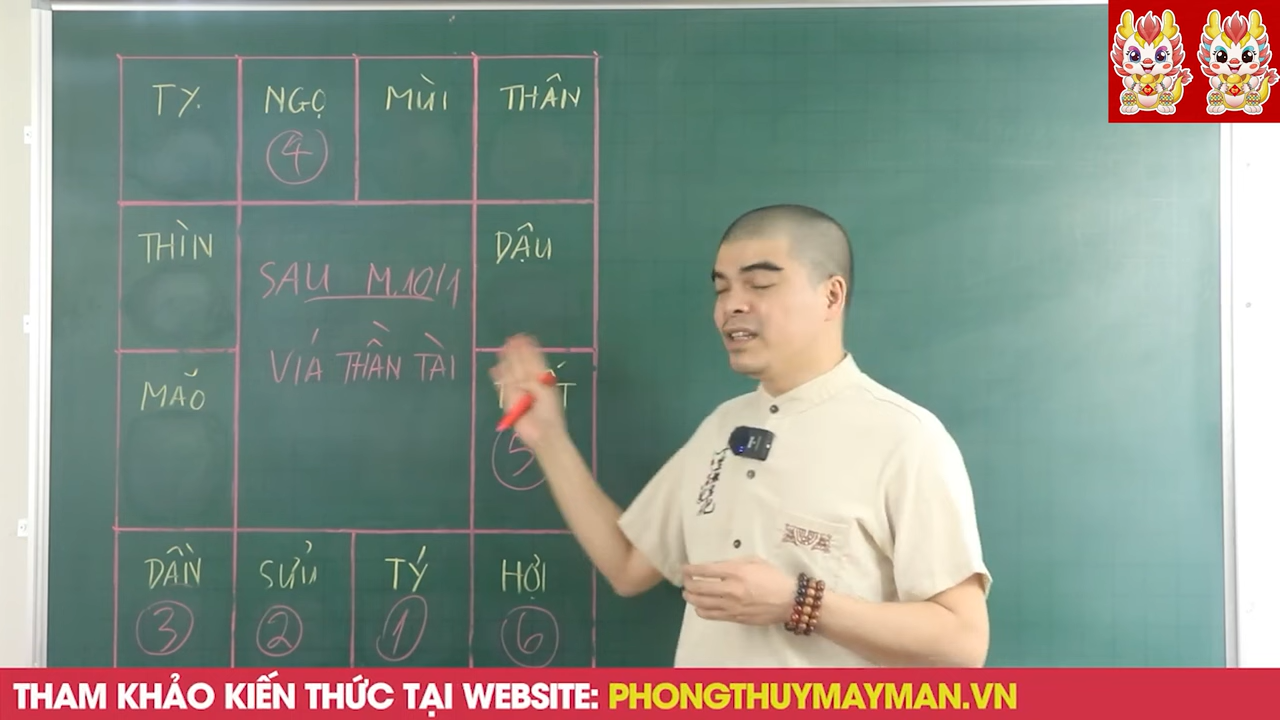 TỴ. NGỌ MÙI THÂN
④
THÌN DẬU
SAU M.10/1
VÍA THẦN TÀI
MÃO
⑤
DẦN SỬU TÝ HỢI
③ ② ① ⑥
THAM KHẢO KIẾN THỨC TẠI WEBSITE: PHONGTHUYMAYMAN.VN